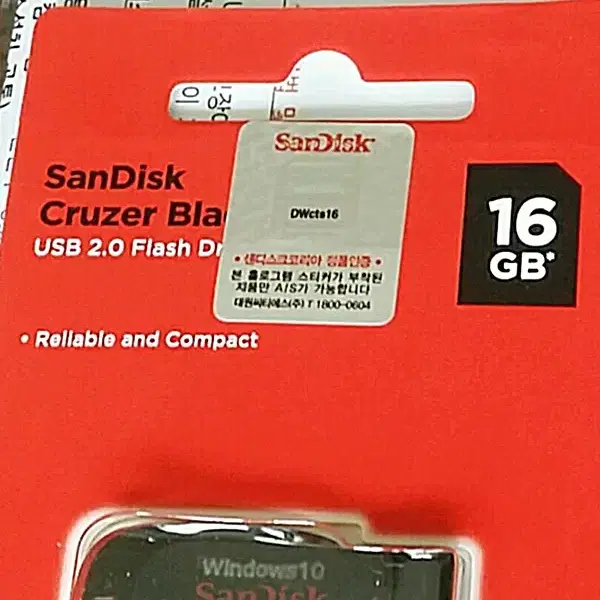 SanDisk
DWcts16
• 샌디스크코리아 정품인증 •
본 홀로그램 스티커가 부착된
제품만 A/S가 가능합니다
대원씨티에스(주) T 1800-0604
SanDisk
Cruzer Bla
USB 2.0 Flash Dr
16
GB*
• Reliable and Compact
Windows10
SanDisk